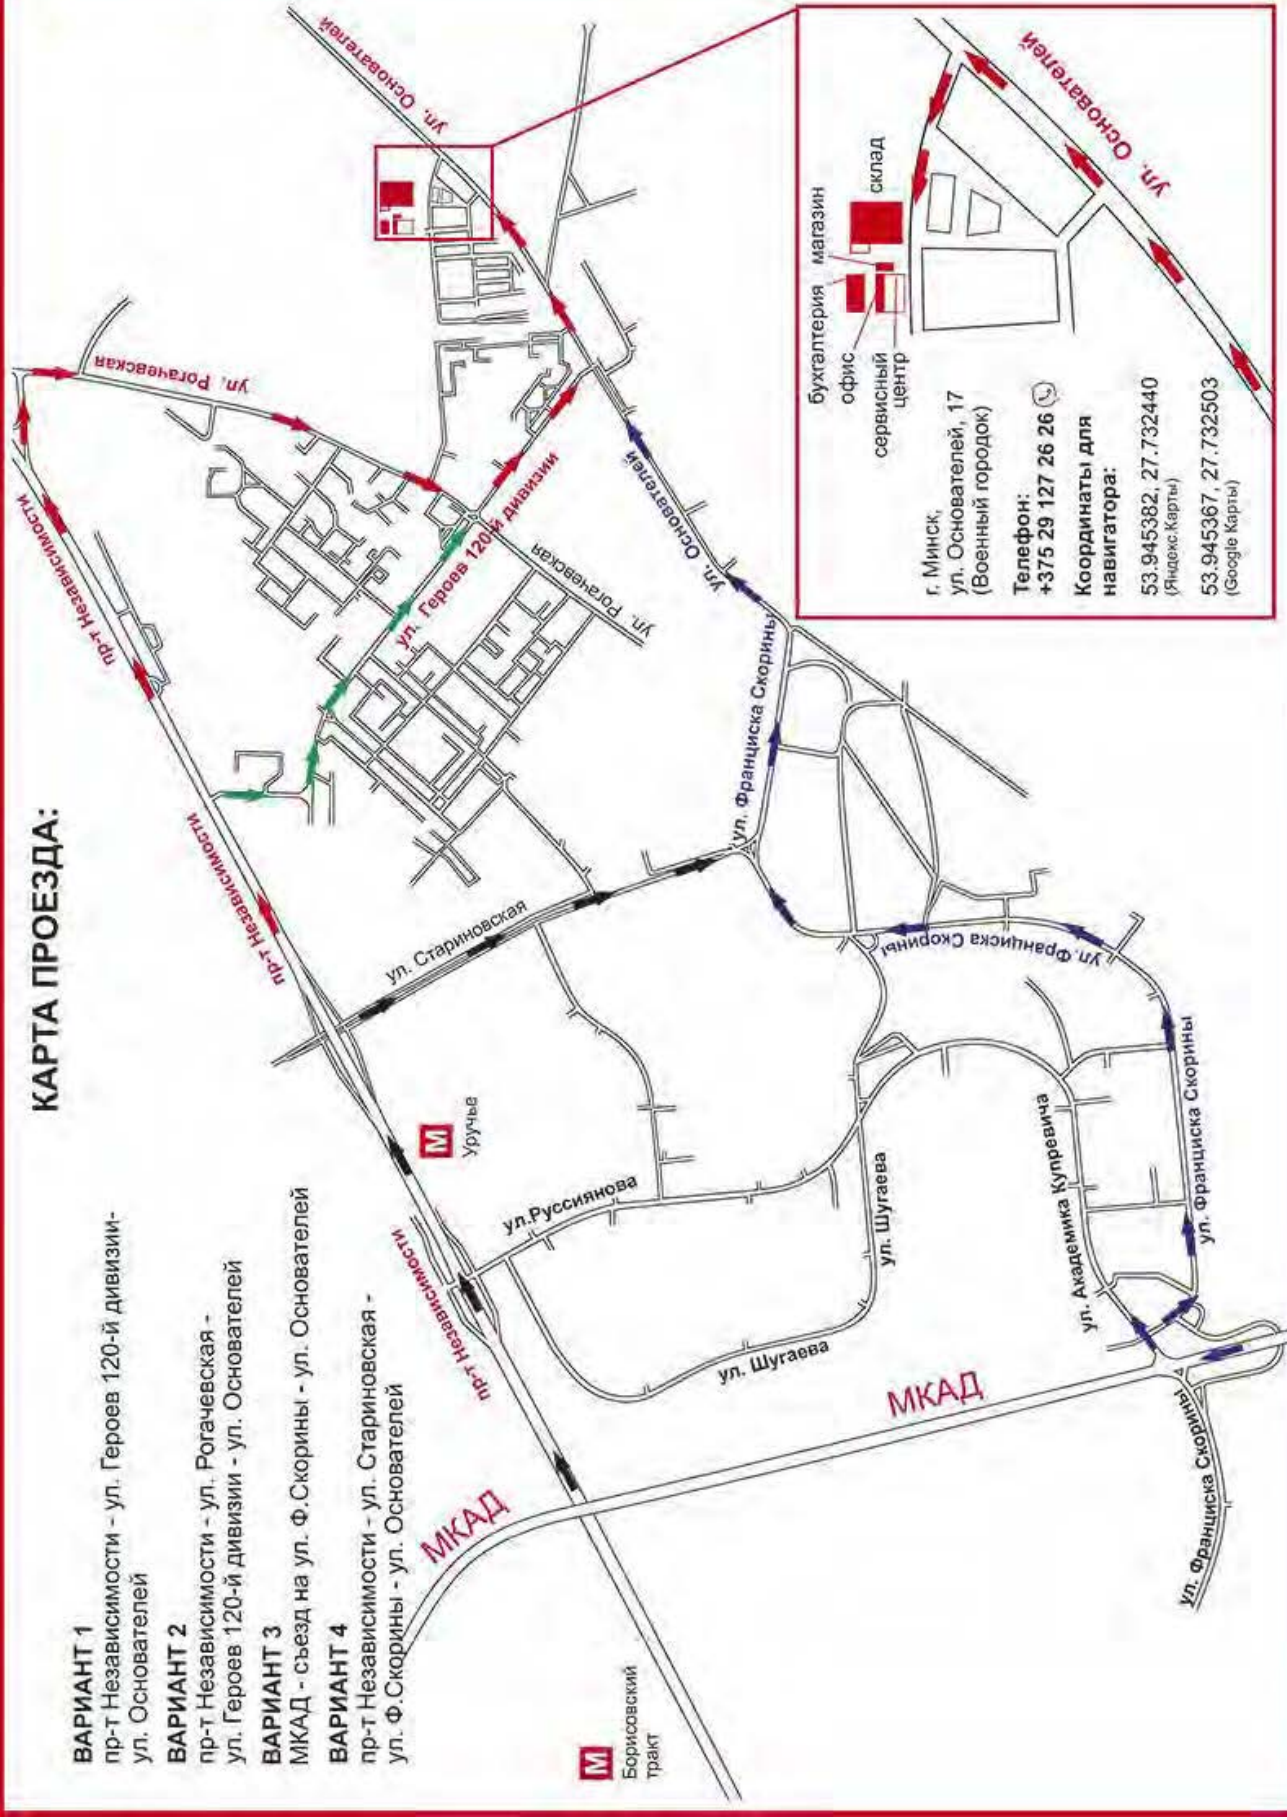 КАРТА ПРОЕЗДА:
ВАРИАНТ 1
пр-т Независимости - ул. Героев 120-й дивизии-
ул. Основателей
ВАРИАНТ 2
пр-т Независимости - ул. Рогачевская -
ул. Героев 120-й дивизии - ул. Основателей
ВАРИАНТ 3
МКАД - съезд на ул. Ф.Скорины - ул. Основателей
ВАРИАНТ 4
пр-т Независимости - ул. Стариновская -
ул. Ф.Скорины - ул. Основателей
М
Борисовский
тракт
МКАД
пр-т Независимости
М
Уручье
пр-т Независимости
пр-т Независимости
пр-т Независимости
ул. Рогачевская
ул. Основателей
ул. Героев 120-й дивизии
ул. Рогачевская
ул. Стариновская
ул.Руссиянова
ул. Шугаева
ул. Шугаева
МКАД
ул. Академика Купревича
ул. Франциска Скорины
ул. Франциска Скорины
ул. Франциска Скорины
ул. Франциска Скорины
ул. Основателей
бухгалтерия
магазин
офис
склад
сервисный
центр
ул. Основателей
г. Минск,
ул. Основателей, 17
(Военный городок)
Телефон:
+375 29 127 26 26
Координаты для
навигатора:
53.945382, 27.732440
(Яндекс.Карты)
53.945367, 27.732503
(Google Карты)